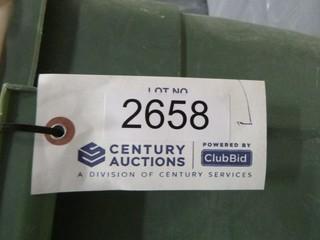 LOT NO.
2658
CENTURY AUCTIONS
POWERED BY
ClubBid
A DIVISION OF CENTURY SERVICES